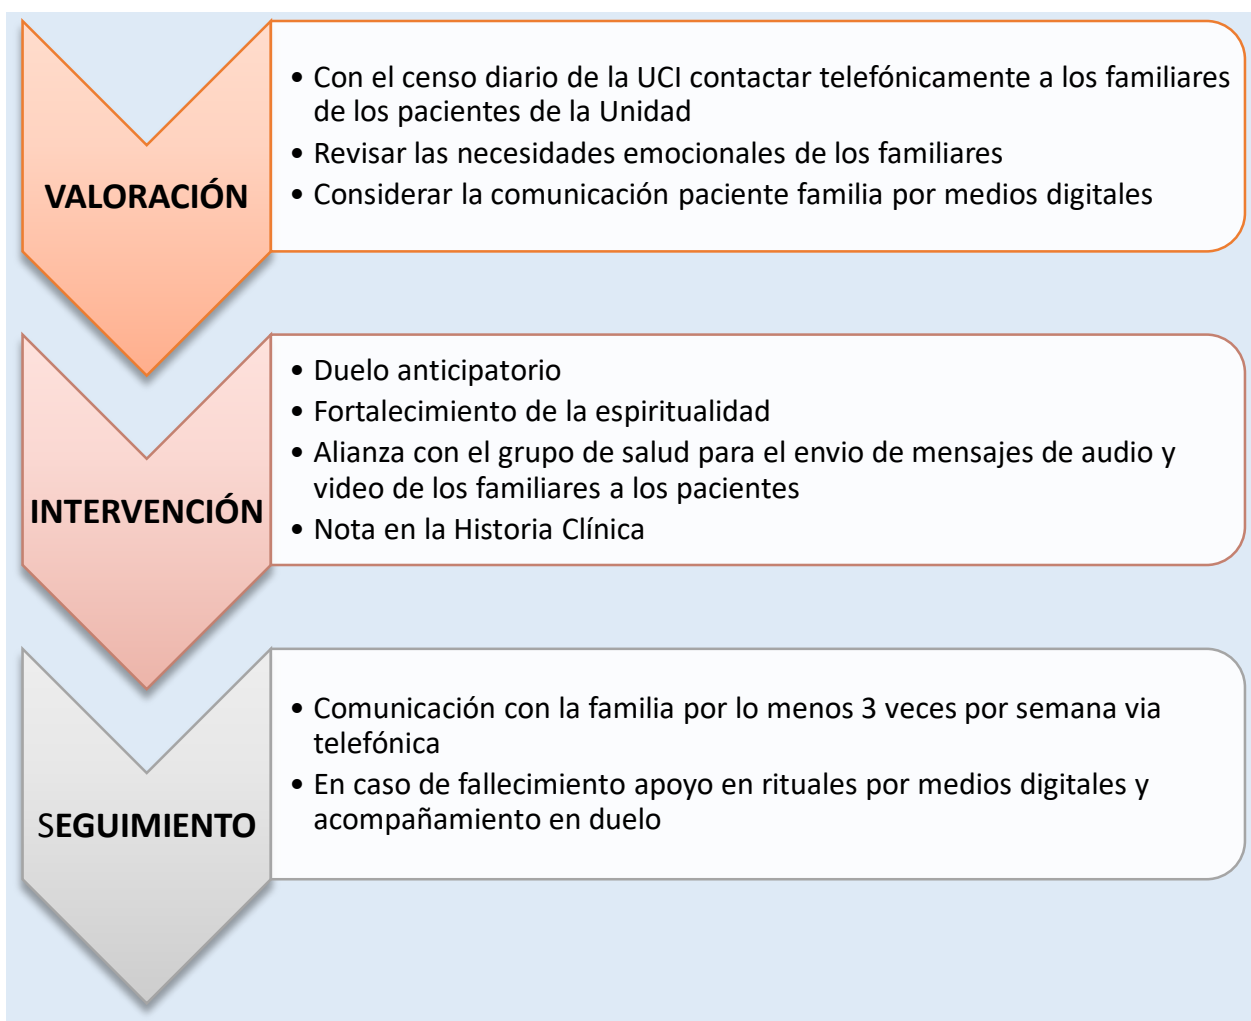 VALORACIÓN
• Con el censo diario de la UCI contactar telefónicamente a los familiares
de los pacientes de la Unidad
• Revisar las necesidades emocionales de los familiares
• Considerar la comunicación paciente familia por medios digitales
INTERVENCIÓN
• Duelo anticipatorio
• Fortalecimiento de la espiritualidad
• Alianza con el grupo de salud para el envio de mensajes de audio y
video de los familiares a los pacientes
• Nota en la Historia Clínica
SEGUIMIENTO
• Comunicación con la familia por lo menos 3 veces por semana via
telefónica
• En caso de fallecimiento apoyo en rituales por medios digitales y
acompañamiento en duelo